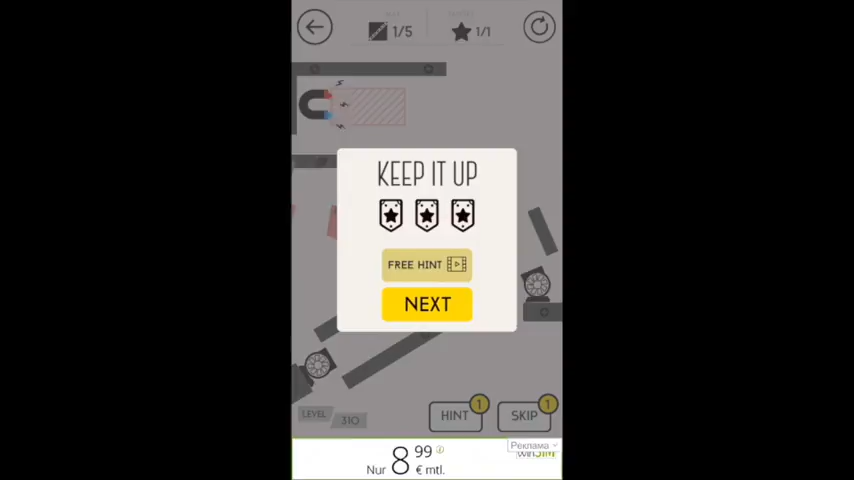 1/5
1/1
KEEP IT UP
FREE HINT
NEXT
LEVEL
310
HINT
1
SKIP
1
Реклама
Nur 8 99 € mtl.